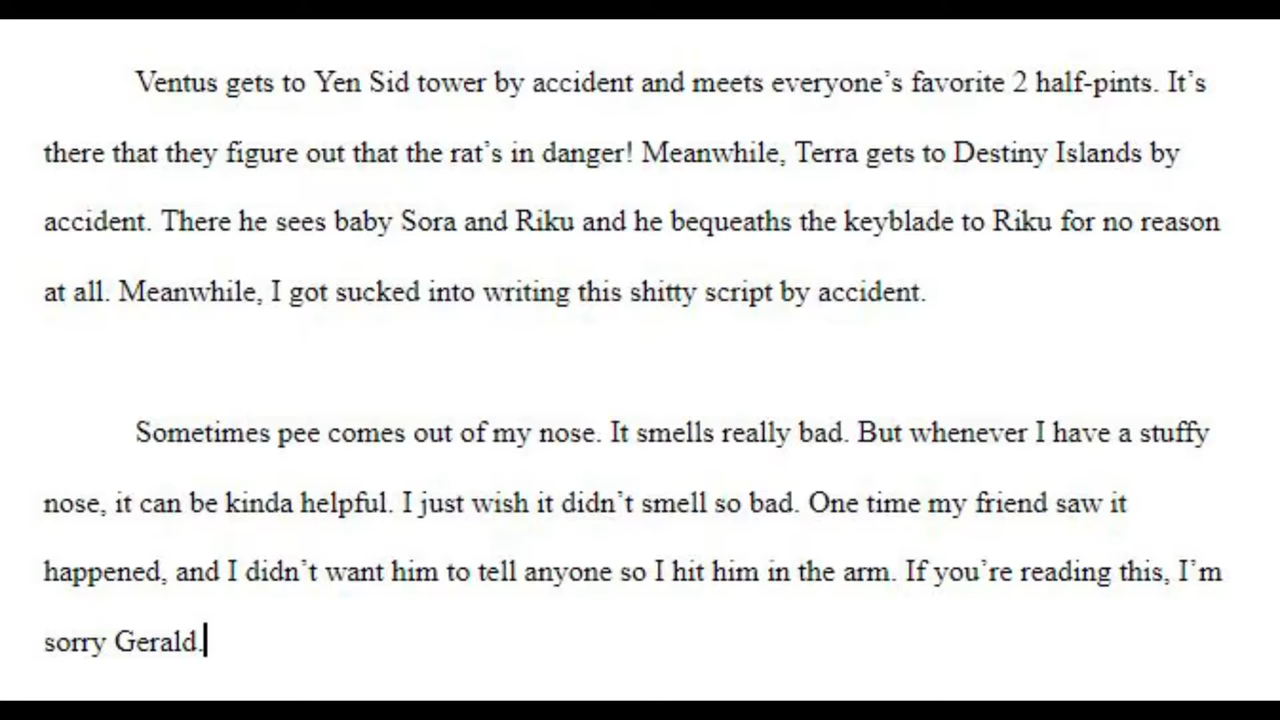 Ventus gets to Yen Sid tower by accident and meets everyone’s favorite 2 half-pints. It’s
there that they figure out that the rat’s in danger! Meanwhile, Terra gets to Destiny Islands by
accident. There he sees baby Sora and Riku and he bequeaths the keyblade to Riku for no reason
at all. Meanwhile, I got sucked into writing this shitty script by accident.
Sometimes pee comes out of my nose. It smells really bad. But whenever I have a stuffy
nose, it can be kinda helpful. I just wish it didn’t smell so bad. One time my friend saw it
happened, and I didn’t want him to tell anyone so I hit him in the arm. If you’re reading this, I’m
sorry Gerald.